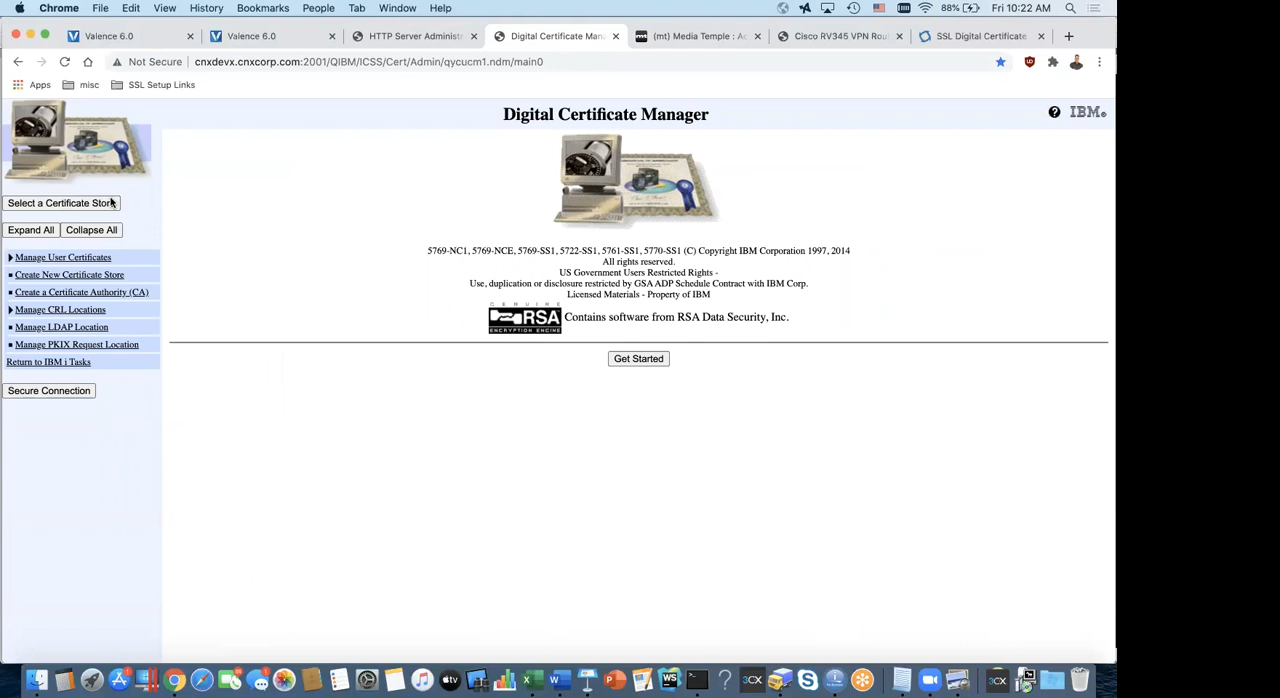 Chrome File Edit View History Bookmarks People Tab Window Help
88% Fri 10:22 AM
Valence 6.0
Valence 6.0
HTTP Server Administr
Digital Certificate Man
(mt) Media Temple : Ac
Cisco RV345 VPN Rou
SSL Digital Certificate
Not Secure cnxdevx.cnxcorp.com:2001/QIBM/ICSS/Cert/Admin/qycucm1.ndm/main0
Apps misc SSL Setup Links
Digital Certificate Manager
? IBM®
Select a Certificate Store
Expand All Collapse All
Manage User Certificates
Create New Certificate Store
Create a Certificate Authority (CA)
Manage CRL Locations
Manage LDAP Location
Manage PKIX Request Location
Return to IBM i Tasks
Secure Connection
5769-NC1, 5769-NCE, 5769-SS1, 5722-SS1, 5761-SS1, 5770-SS1 (C) Copyright IBM Corporation 1997, 2014
All rights reserved.
US Government Users Restricted Rights -
Use, duplication or disclosure restricted by GSA ADP Schedule Contract with IBM Corp.
Licensed Materials - Property of IBM
GENUINE
RSA
ENCRYPTION ENGINE
Contains software from RSA Data Security, Inc.
Get Started